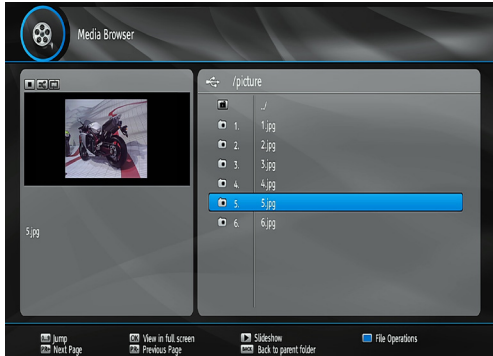 Media Browser
/picture
../
1. 1.jpg
2. 2.jpg
3. 3.jpg
4. 4.jpg
5. 5.jpg
6. 6.jpg
5.jpg
Jump
OK View in full screen
Slideshow
File Operations
Next Page
Previous Page
BACK Back to parent folder